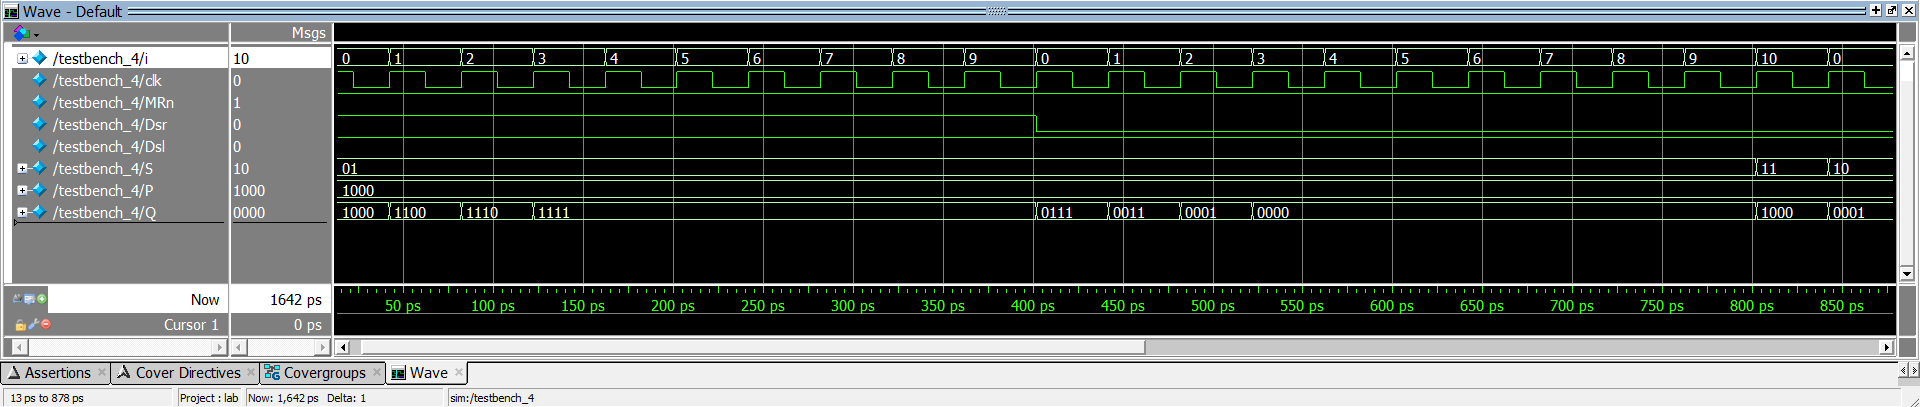 Wave - Default
Msgs
/testbench_4/i 10 0 1 2 3 4 5 6 7 8 9 0 1 2 3 4 5 6 7 8 9 10 0
/testbench_4/clk 0
/testbench_4/MRn 1
/testbench_4/Dsr 0
/testbench_4/Dsl 0
/testbench_4/S 10 01 11 10
/testbench_4/P 1000 1000
/testbench_4/Q 0000 1000 1100 1110 1111 0111 0011 0001 0000 1000 0001
Now 1642 ps 50 ps 100 ps 150 ps 200 ps 250 ps 300 ps 350 ps 400 ps 450 ps 500 ps 550 ps 600 ps 650 ps 700 ps 750 ps 800 ps 850 ps
Cursor 1 0 ps
Assertions Cover Directives Covergroups Wave
13 ps to 878 ps Project : lab Now: 1,642 ps Delta: 1 sim:/testbench_4